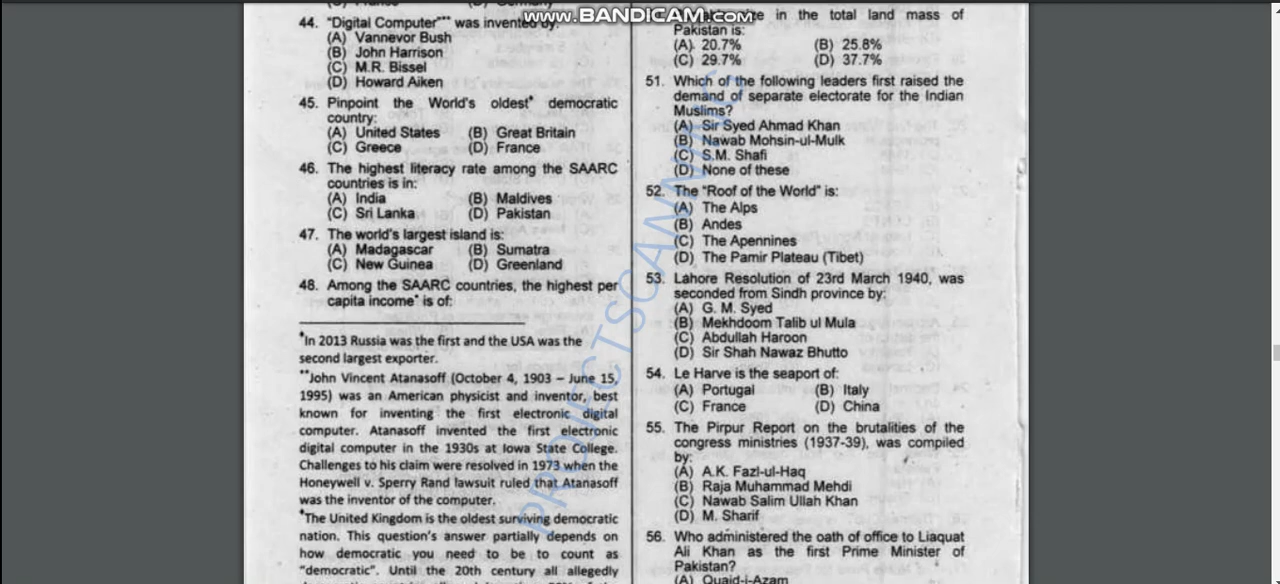 www.BANDICAM.com
44. “Digital Computer”** was invented by:
(A) Vannevor Bush
(B) John Harrison
(C) M.R. Bissel
(D) Howard Aiken
45. Pinpoint the World's oldest* democratic
country:
(A) United States (B) Great Britain
(C) Greece (D) France
46. The highest literacy rate among the SAARC
countries is in:
(A) India (B) Maldives
(C) Sri Lanka (D) Pakistan
47. The world's largest island is:
(A) Madagascar (B) Sumatra
(C) New Guinea (D) Greenland
48. Among the SAARC countries, the highest per
capita income* is of:
*In 2013 Russia was the first and the USA was the
second largest exporter.
**John Vincent Atanasoff (October 4, 1903 – June 15,
1995) was an American physicist and inventor, best
known for inventing the first electronic digital
computer. Atanasoff invented the first electronic
digital computer in the 1930s at Iowa State College.
Challenges to his claim were resolved in 1973 when the
Honeywell v. Sperry Rand lawsuit ruled that Atanasoff
was the inventor of the computer.
*The United Kingdom is the oldest surviving democratic
nation. This question's answer partially depends on
how democratic you need to be to count as
“democratic”. Until the 20th century all allegedly
in the total land mass of
Pakistan is:
(A) 20.7% (B) 25.8%
(C) 29.7% (D) 37.7%
51. Which of the following leaders first raised the
demand of separate electorate for the Indian
Muslims?
(A) Sir Syed Ahmad Khan
(B) Nawab Mohsin-ul-Mulk
(C) S.M. Shafi
(D) None of these
52. The “Roof of the World” is:
(A) The Alps
(B) Andes
(C) The Apennines
(D) The Pamir Plateau (Tibet)
53. Lahore Resolution of 23rd March 1940, was
seconded from Sindh province by:
(A) G. M. Syed
(B) Mekhdoom Talib ul Mula
(C) Abdullah Haroon
(D) Sir Shah Nawaz Bhutto
54. Le Harve is the seaport of:
(A) Portugal (B) Italy
(C) France (D) China
55. The Pirpur Report on the brutalities of the
congress ministries (1937-39), was compiled
by:
(A) A.K. Fazl-ul-Haq
(B) Raja Muhammad Mehdi
(C) Nawab Salim Ullah Khan
(D) M. Sharif
56. Who administered the oath of office to Liaquat
Ali Khan as the first Prime Minister of
Pakistan?
(A) Quaid-i-Azam
PROJECTSCANNING